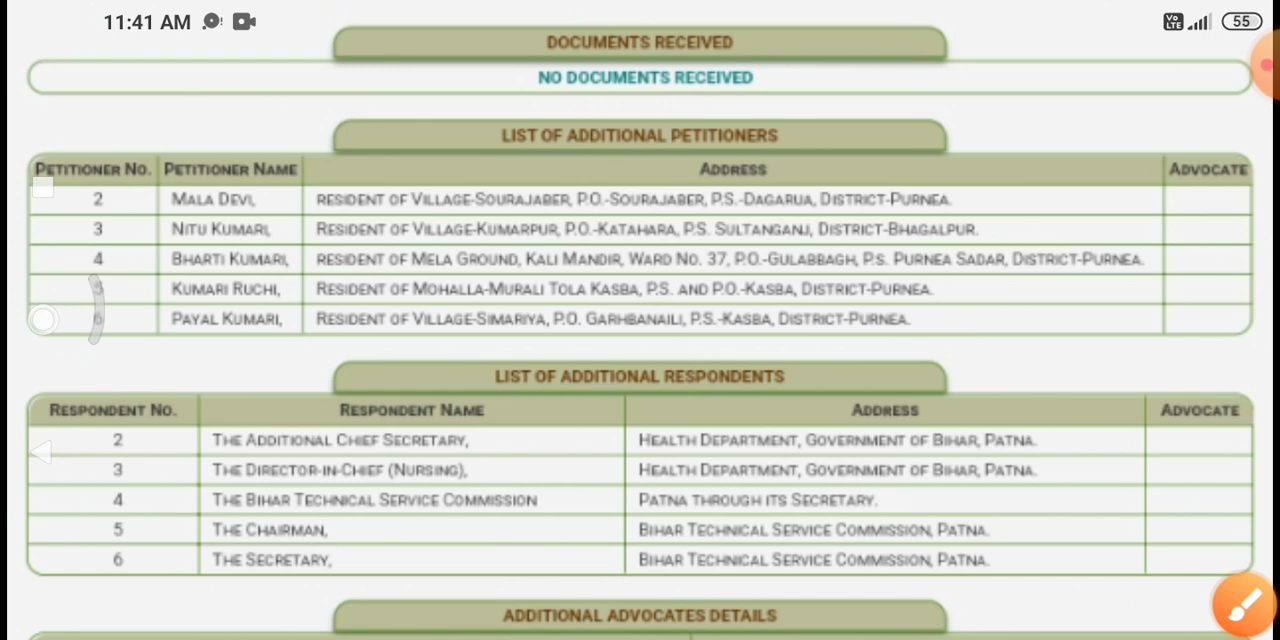 11:41 AM
Vo LTE 55
DOCUMENTS RECEIVED
NO DOCUMENTS RECEIVED
LIST OF ADDITIONAL PETITIONERS
PETITIONER NO. PETITIONER NAME ADDRESS ADVOCATE
2 MALA DEVI, RESIDENT OF VILLAGE-SOURAJABER, P.O.-SOURAJABER, P.S.-DAGARUA, DISTRICT-PURNEA.
3 NITU KUMARI, RESIDENT OF VILLAGE-KUMARPUR, P.O.-KATAHARA, P.S. SULTANGANJ, DISTRICT-BHAGALPUR.
4 BHARTI KUMARI, RESIDENT OF MELA GROUND, KALI MANDIR, WARD NO. 37, P.O.-GULABBAGH, P.S. PURNEA SADAR, DISTRICT-PURNEA.
5 KUMARI RUCHI, RESIDENT OF MOHALLA-MURALI TOLA KASBA, P.S. AND P.O.-KASBA, DISTRICT-PURNEA.
6 PAYAL KUMARI, RESIDENT OF VILLAGE-SIMARIYA, P.O. GARHBANAILI, P.S.-KASBA, DISTRICT-PURNEA.
LIST OF ADDITIONAL RESPONDENTS
RESPONDENT NO. RESPONDENT NAME ADDRESS ADVOCATE
2 THE ADDITIONAL CHIEF SECRETARY, HEALTH DEPARTMENT, GOVERNMENT OF BIHAR, PATNA.
3 THE DIRECTOR-IN-CHIEF (NURSING), HEALTH DEPARTMENT, GOVERNMENT OF BIHAR, PATNA.
4 THE BIHAR TECHNICAL SERVICE COMMISSION PATNA THROUGH ITS SECRETARY.
5 THE CHAIRMAN, BIHAR TECHNICAL SERVICE COMMISSION, PATNA.
6 THE SECRETARY, BIHAR TECHNICAL SERVICE COMMISSION, PATNA.
ADDITIONAL ADVOCATES DETAILS